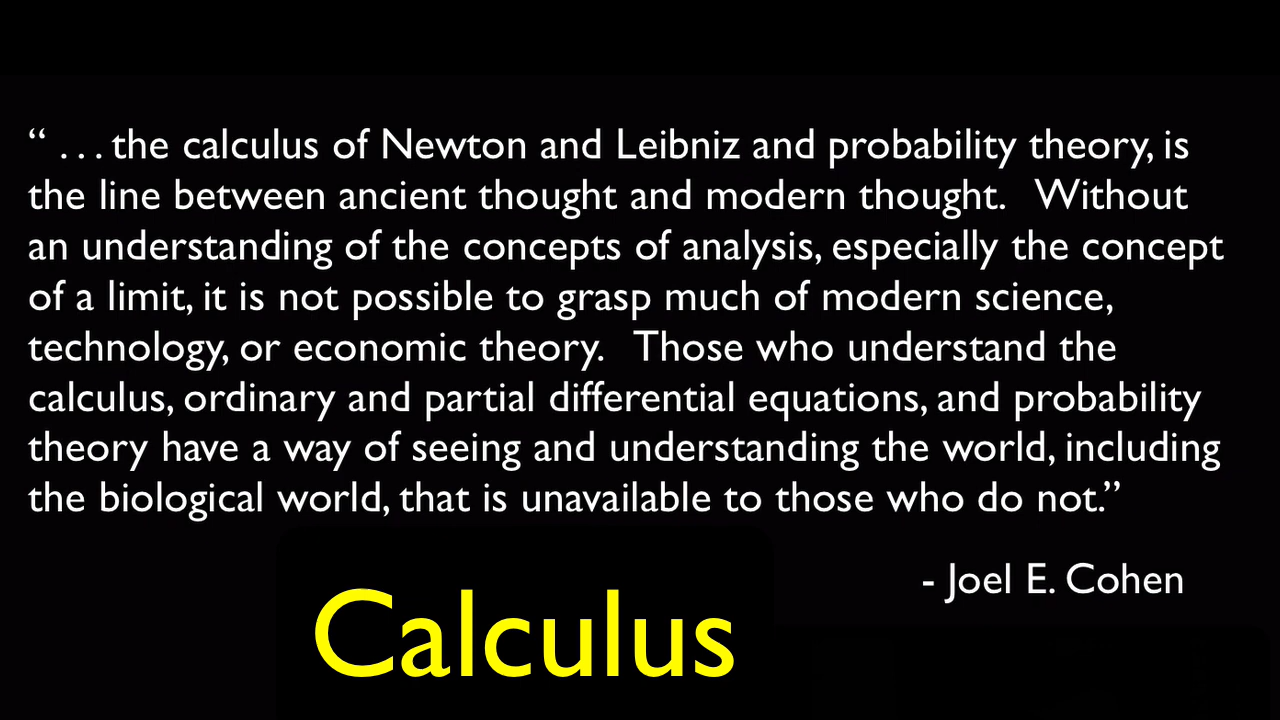 “ . . . the calculus of Newton and Leibniz and probability theory, is
the line between ancient thought and modern thought.   Without
an understanding of the concepts of analysis, especially the concept
of a limit, it is not possible to grasp much of modern science,
technology, or economic theory.   Those who understand the
calculus, ordinary and partial differential equations, and probability
theory have a way of seeing and understanding the world, including
the biological world, that is unavailable to those who do not.”
- Joel E. Cohen
Calculus